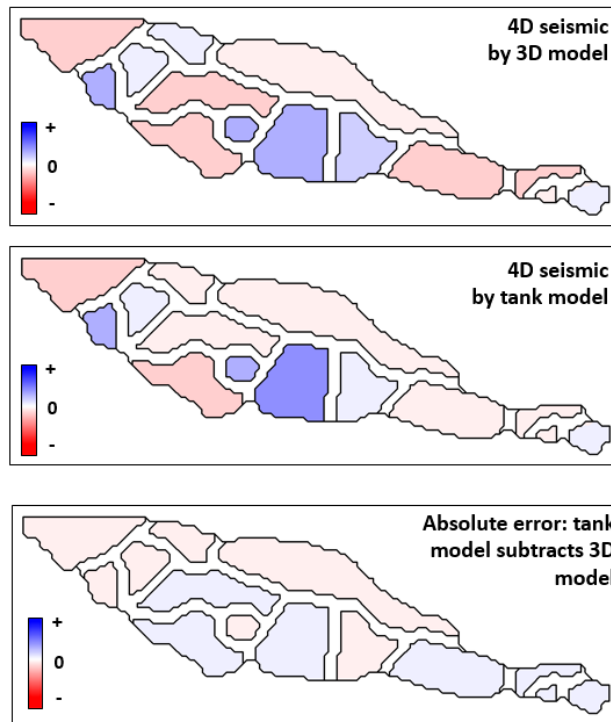 4D seismic
by 3D model
+
0
-
4D seismic
by tank model
+
0
-
Absolute error: tank
model subtracts 3D
model
+
0
-